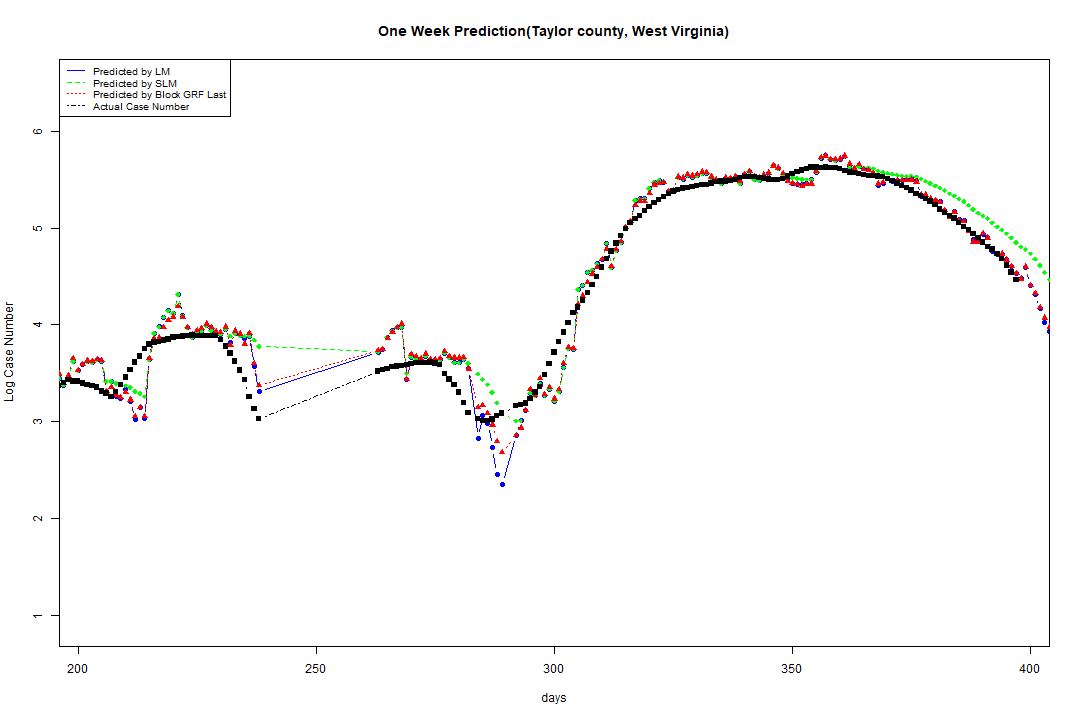 One Week Prediction(Taylor county, West Virginia)
Predicted by LM
Predicted by SLM
Predicted by Block GRF Last
Actual Case Number
6
5
4
3
2
1
Log Case Number
200 250 300 350 400
days